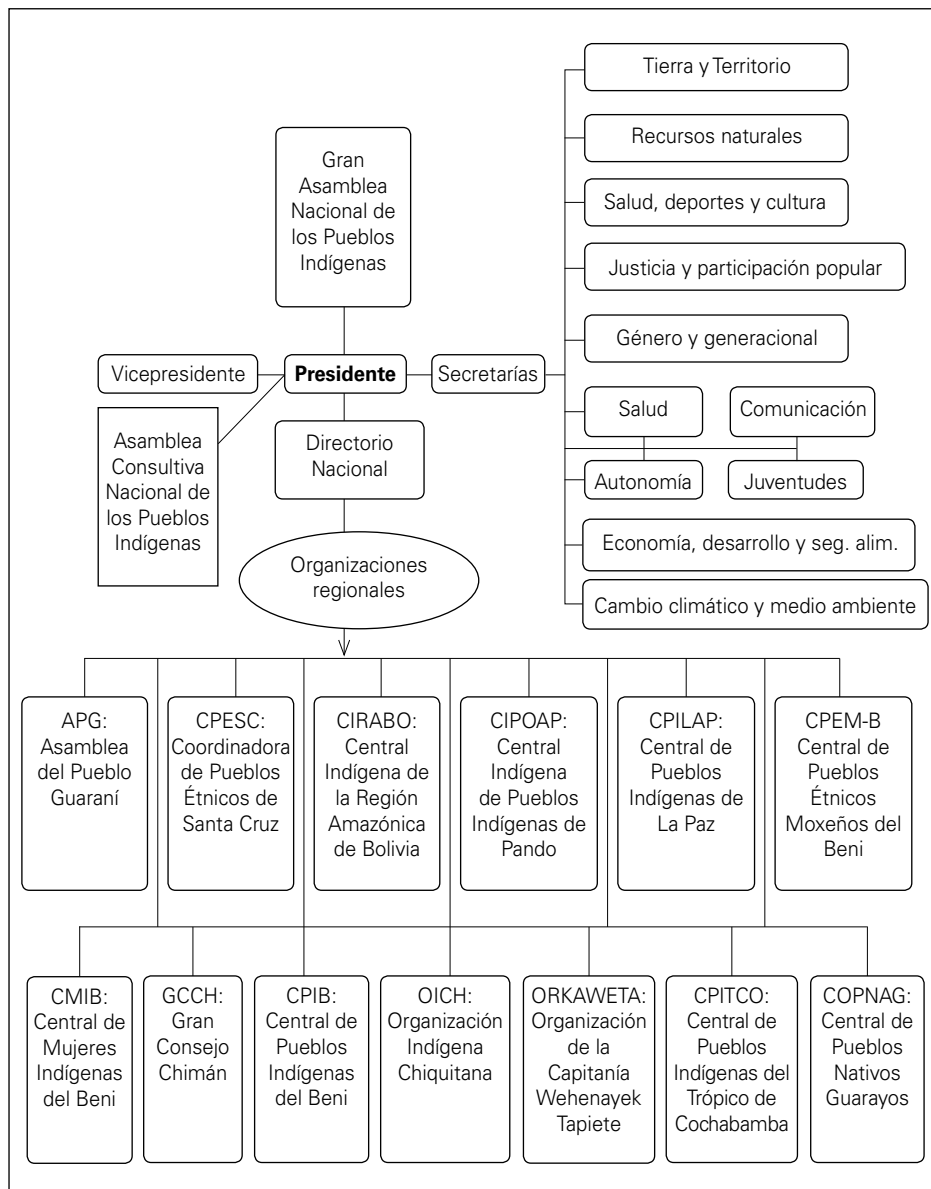 Gran
Asamblea
Nacional de
los Pueblos
Indígenas
Vicepresidente
Presidente
Secretarías
Asamblea
Consultiva
Nacional de
los Pueblos
Indígenas
Directorio
Nacional
Organizaciones
regionales
Tierra y Territorio
Recursos naturales
Salud, deportes y cultura
Justicia y participación popular
Género y generacional
Salud
Comunicación
Autonomía
Juventudes
Economía, desarrollo y seg. alim.
Cambio climático y medio ambiente
APG:
Asamblea
del Pueblo
Guaraní
CPESC:
Coordinadora
de Pueblos
Étnicos de
Santa Cruz
CIRABO:
Central
Indígena de
la Región
Amazónica
de Bolivia
CIPOAP:
Central
Indígena
de Pueblos
Indígenas de
Pando
CPILAP:
Central de
Pueblos
Indígenas de
La Paz
CPEM-B
Central de
Pueblos
Étnicos
Moxeños del
Beni
CMIB:
Central de
Mujeres
Indígenas
del Beni
GCCH:
Gran
Consejo
Chimán
CPIB:
Central de
Pueblos
Indígenas
del Beni
OICH:
Organización
Indígena
Chiquitana
ORKAWETA:
Organización
de la
Capitanía
Wehenayek
Tapiete
CPITCO:
Central de
Pueblos
Indígenas del
Trópico de
Cochabamba
COPNAG:
Central de
Pueblos
Nativos
Guarayos